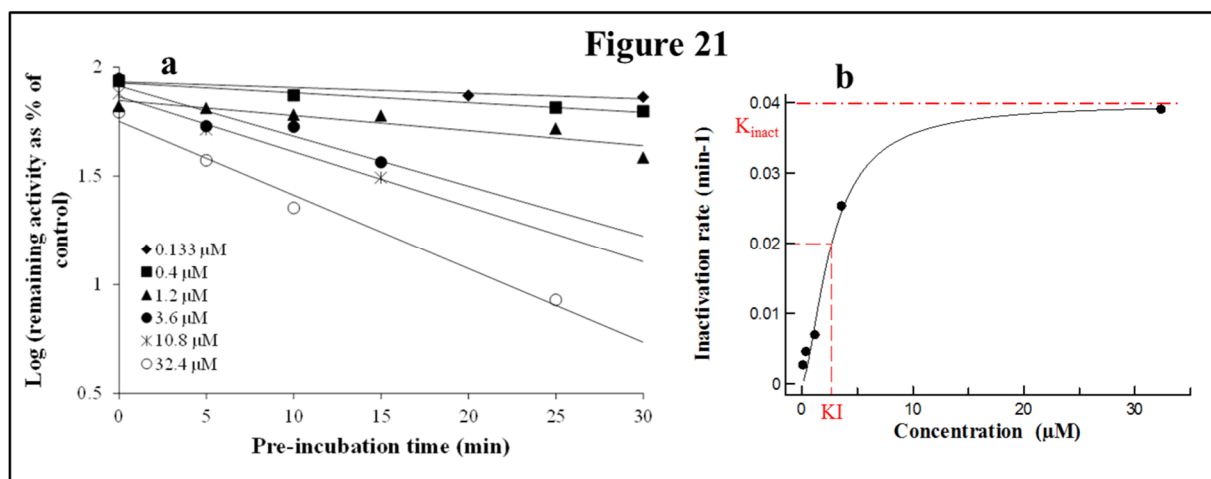 Figure 21
a
Log (remaining activity as % of
control)
2
1.5
1
0.5
0.133 µM
0.4 µM
1.2 µM
3.6 µM
10.8 µM
32.4 µM
0 5 10 15 20 25 30
Pre-incubation time (min)
b
Inactivation rate (min-1)
0.04
Kinact
0.03
0.02
0.01
0
0 10 20 30
KI
Concentration (µM)